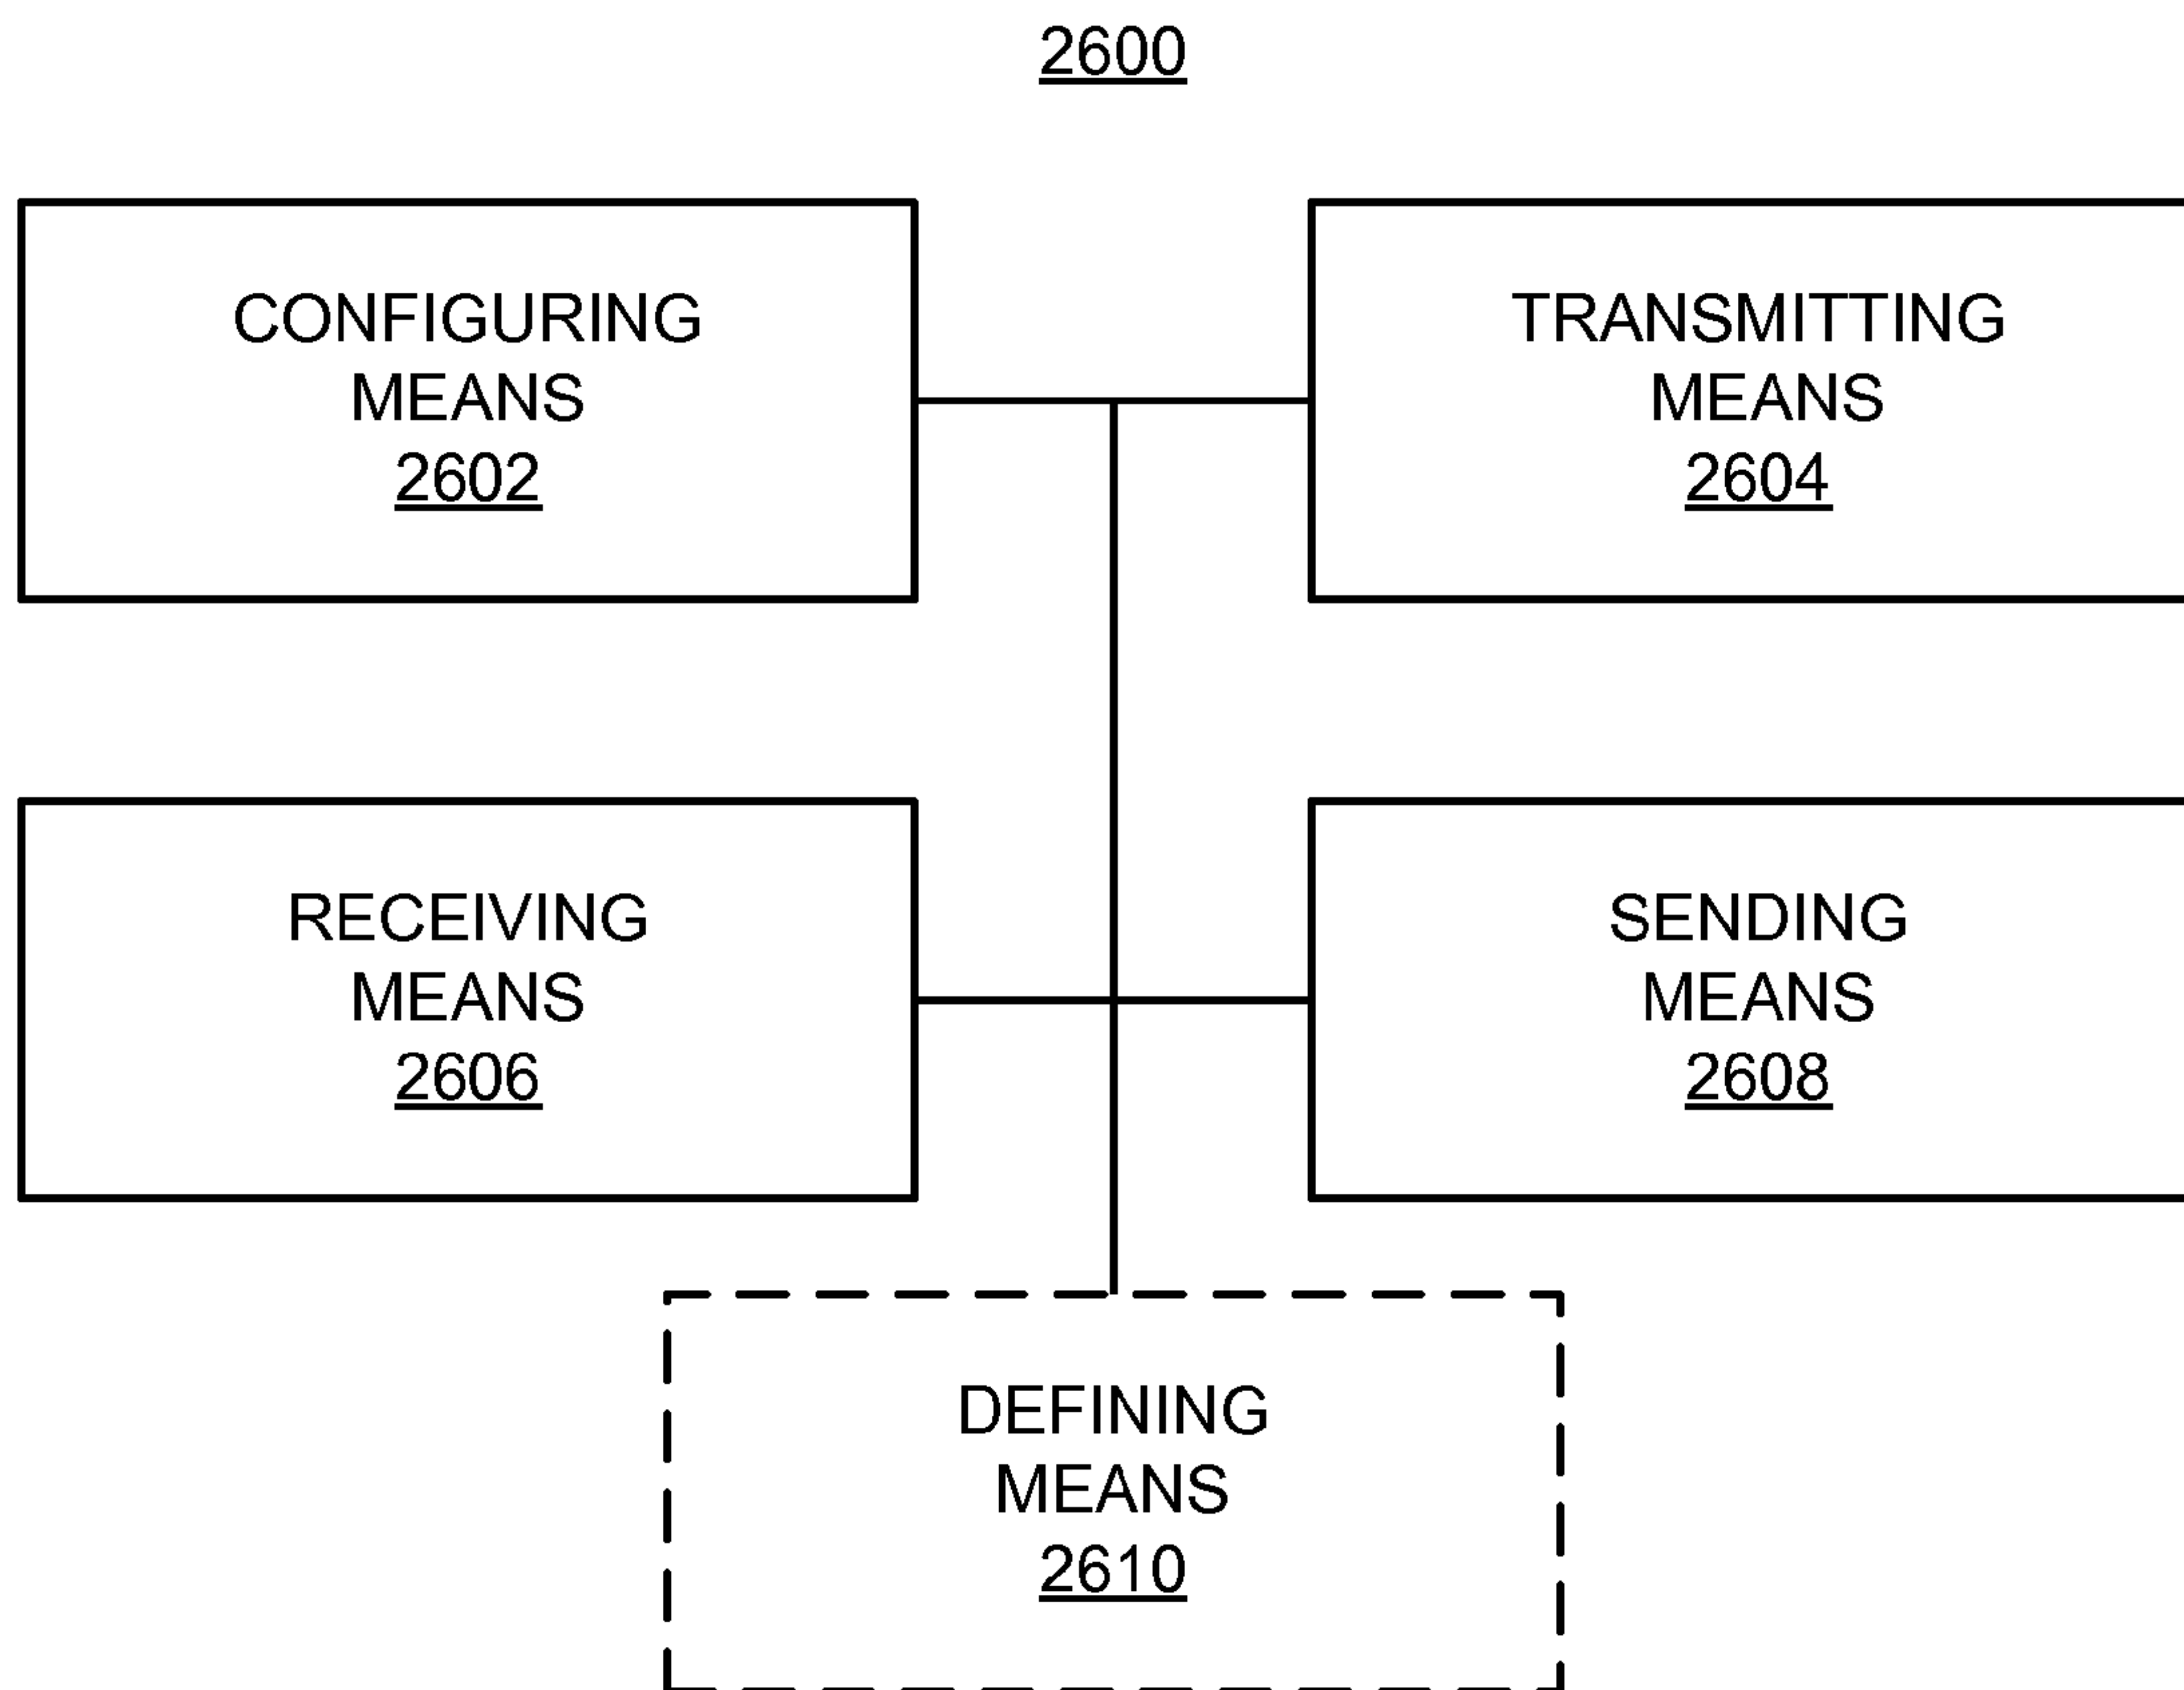 2600
CONFIGURING
MEANS
2602
TRANSMITTING
MEANS
2604
RECEIVING
MEANS
2606
SENDING
MEANS
2608
DEFINING
MEANS
2610